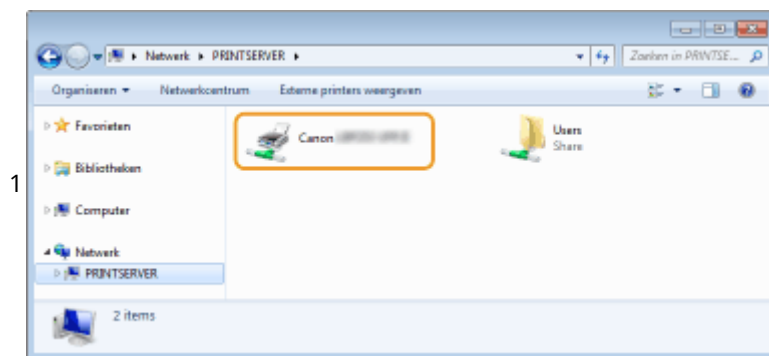 Netwerk ▸ PRINTSERVER ▸ Zoeken in PRINTSE...
Organiseren Netwerkcentrum Externe printers weergeven
Favorieten
Canon
Users
Share
Bibliotheken
1
Computer
Netwerk
PRINTSERVER
2 items